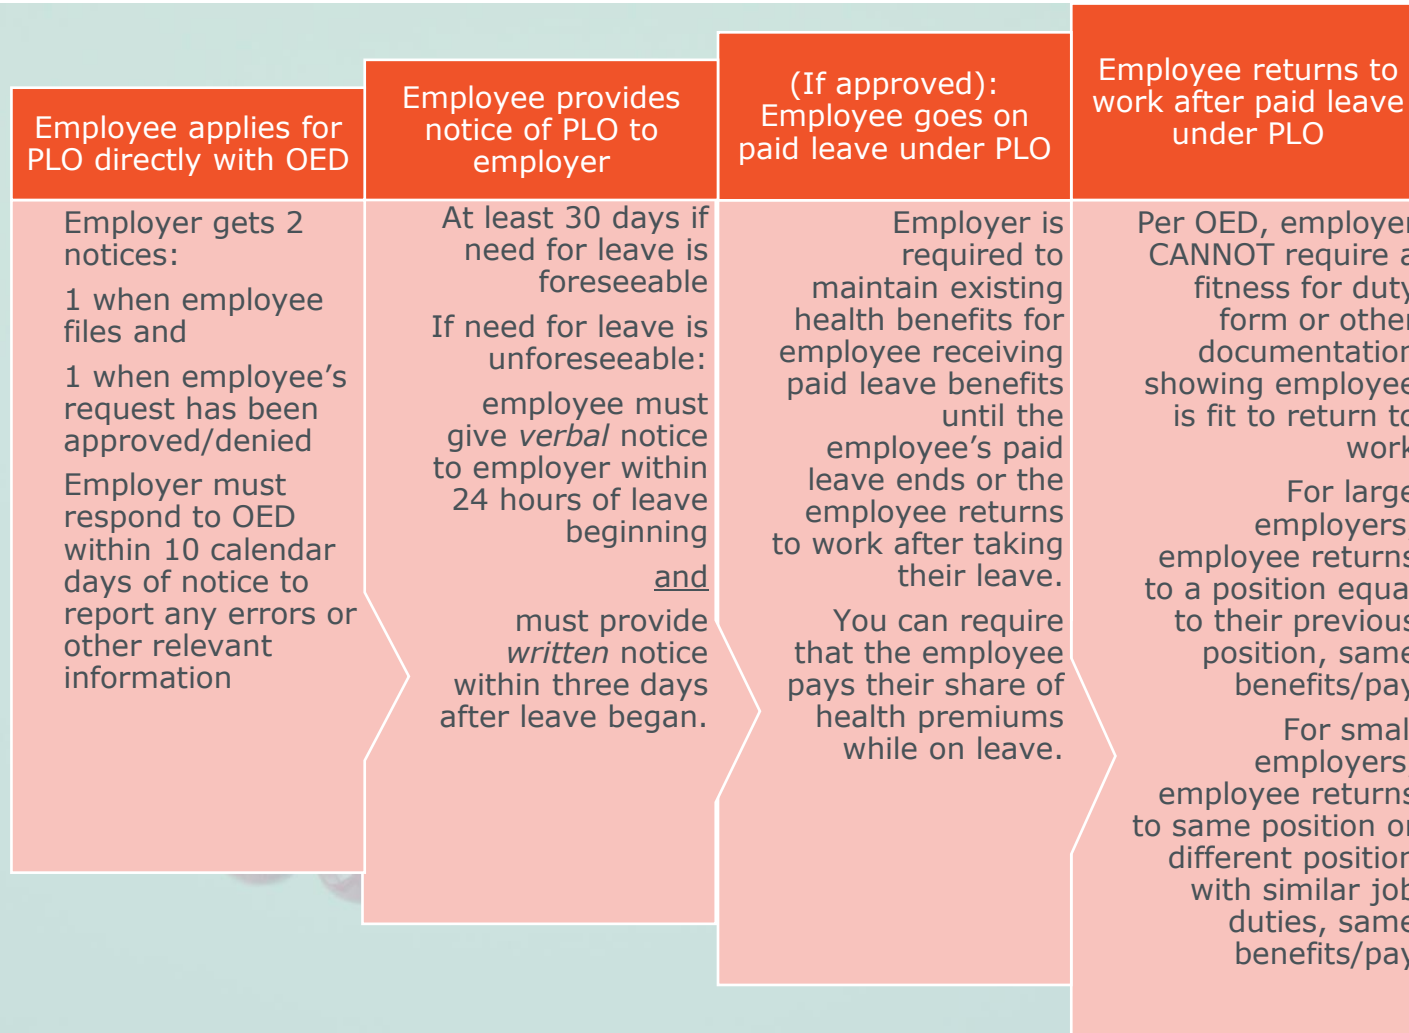 Employee applies for
PLO directly with OED
Employer gets 2
notices:
1 when employee
files and
1 when employee’s
request has been
approved/denied
Employer must
respond to OED
within 10 calendar
days of notice to
report any errors or
other relevant
information
Employee provides
notice of PLO to
employer
At least 30 days if
need for leave is
foreseeable
If need for leave is
unforeseeable:
employee must
give verbal notice
to employer within
24 hours of leave
beginning
and
must provide
written notice
within three days
after leave began.
(If approved):
Employee goes on
paid leave under PLO
Employer is
required to
maintain existing
health benefits for
employee receiving
paid leave benefits
until the
employee’s paid
leave ends or the
employee returns
to work after taking
their leave.
You can require
that the employee
pays their share of
health premiums
while on leave.
Employee returns to
work after paid leave
under PLO
Per OED, employer
CANNOT require a
fitness for duty
form or other
documentation
showing employee
is fit to return to
work
For large
employers
employee returns
to a position equal
to their previous
position, same
benefits/pay
For small
employers
employee returns
to same position or
different position
with similar job
duties, same
benefits/pay